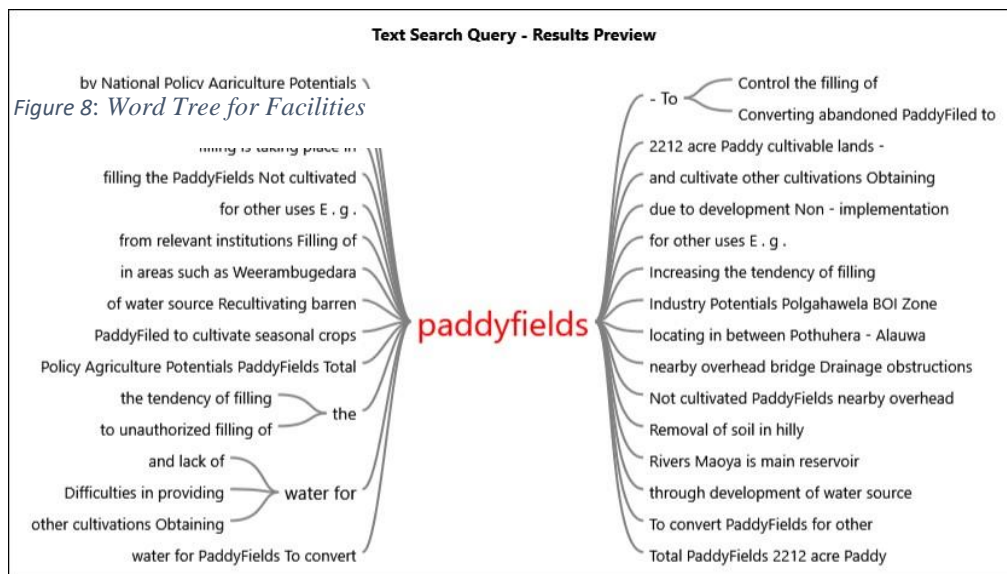 Text Search Query - Results Preview
by National Policy Agriculture Potentials
Figure 8: Word Tree for Facilities
filling is taking place in
filling the PaddyFields Not cultivated
for other uses E . g .
from relevant institutions Filling of
in areas such as Weerambugedara
of water source Recultivating barren
PaddyFiled to cultivate seasonal crops
Policy Agriculture Potentials PaddyFields Total
the tendency of filling
to unauthorized filling of
the
and lack of
Difficulties in providing
other cultivations Obtaining
water for
water for PaddyFields To convert
paddyfields
- To
Control the filling of
Converting abandoned PaddyFiled to
2212 acre Paddy cultivable lands -
and cultivate other cultivations Obtaining
due to development Non - implementation
for other uses E . g .
Increasing the tendency of filling
Industry Potentials Polgahawela BOI Zone
locating in between Pothuhera - Alauwa
nearby overhead bridge Drainage obstructions
Not cultivated PaddyFields nearby overhead
Removal of soil in hilly
Rivers Maoya is main reservoir
through development of water source
To convert PaddyFields for other
Total PaddyFields 2212 acre Paddy